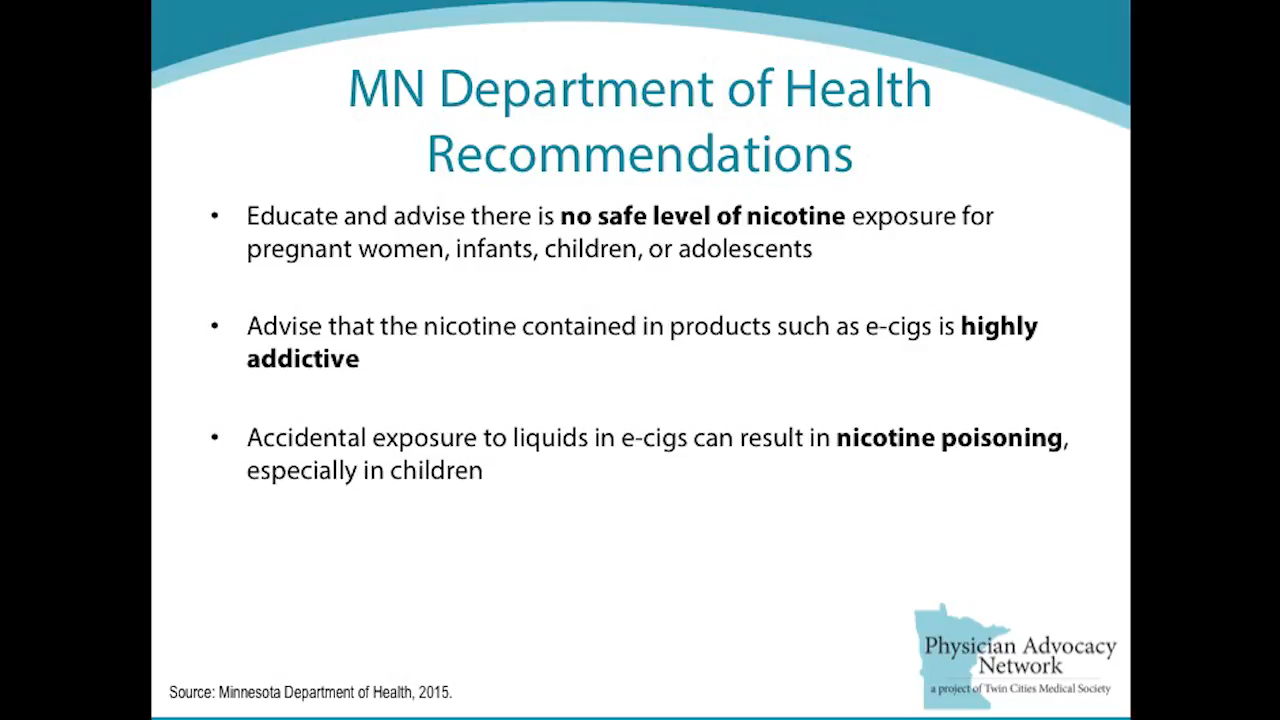 MN Department of Health
Recommendations
• Educate and advise there is no safe level of nicotine exposure for
pregnant women, infants, children, or adolescents
• Advise that the nicotine contained in products such as e-cigs is highly
addictive
• Accidental exposure to liquids in e-cigs can result in nicotine poisoning,
especially in children
Physician Advocacy
Network
a project of Twin Cities Medical Society
Source: Minnesota Department of Health, 2015.